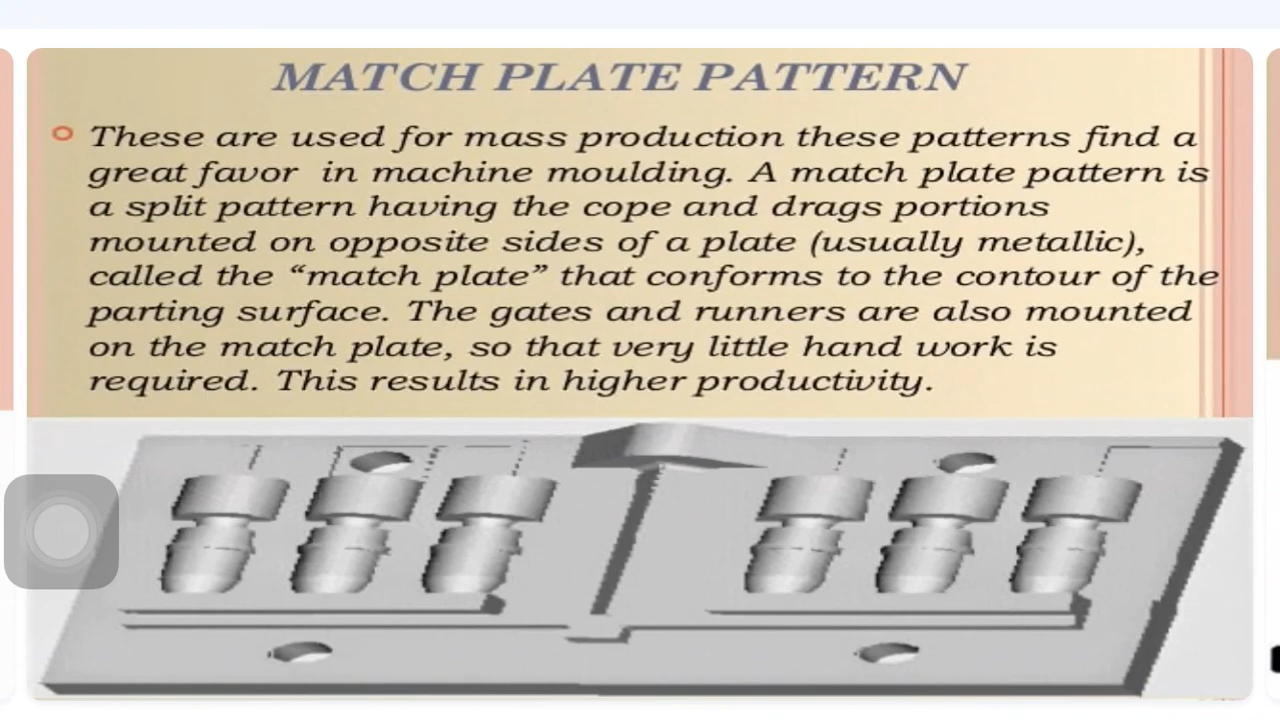 MATCH PLATE PATTERN
These are used for mass production these patterns find a
great favor in machine moulding. A match plate pattern is
a split pattern having the cope and drags portions
mounted on opposite sides of a plate (usually metallic),
called the “match plate” that conforms to the contour of the
parting surface. The gates and runners are also mounted
on the match plate, so that very little hand work is
required. This results in higher productivity.